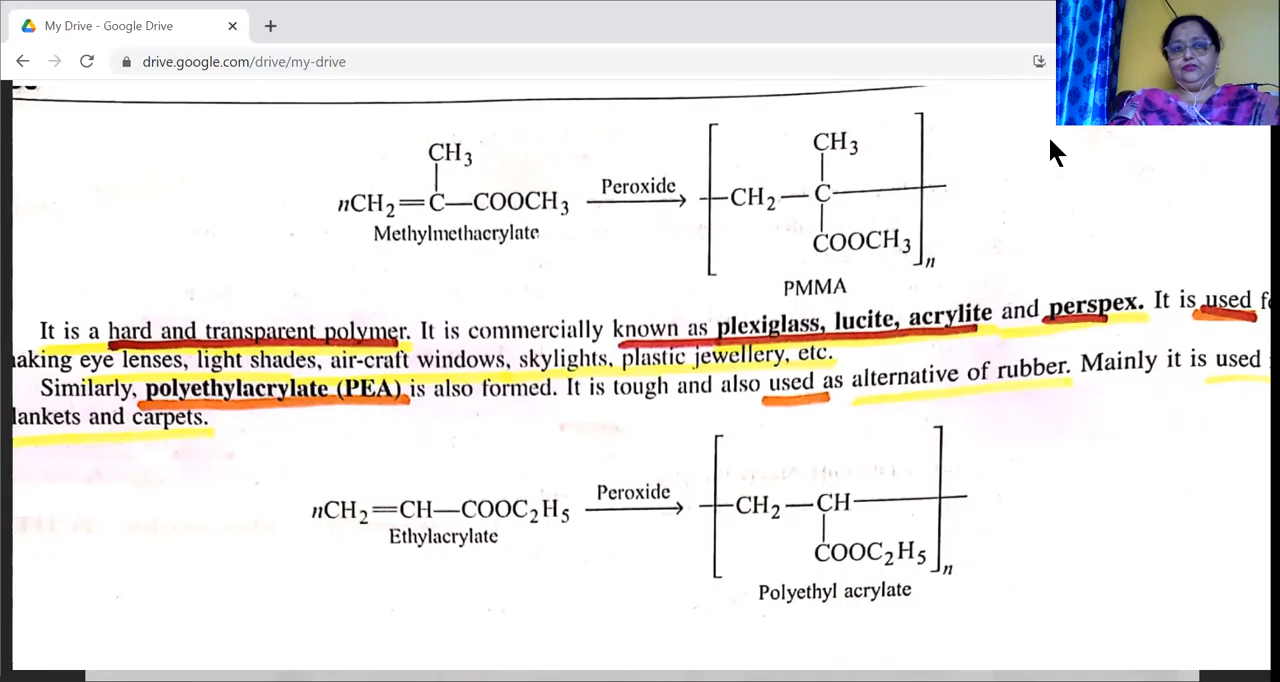 My Drive - Google Drive
drive.google.com/drive/my-drive
CH3
CH3
nCH2=C—COOCH3 Peroxide —CH2—C—
Methylmethacrylate
COOCH3
n
PMMA
It is a hard and transparent polymer. It is commercially known as plexiglass, lucite, acrylite and perspex. It is used
eye lenses, light shades, air-craft windows, skylights, plastic jewellery, etc.
Similarly, polyethylacrylate (PEA) is also formed. It is tough and also used as alternative of rubber. Mainly it is used
and carpets.
nCH2=CH—COOC2H5 Peroxide —CH2—CH—
Ethylacrylate
COOC2H5
n
Polyethyl acrylate